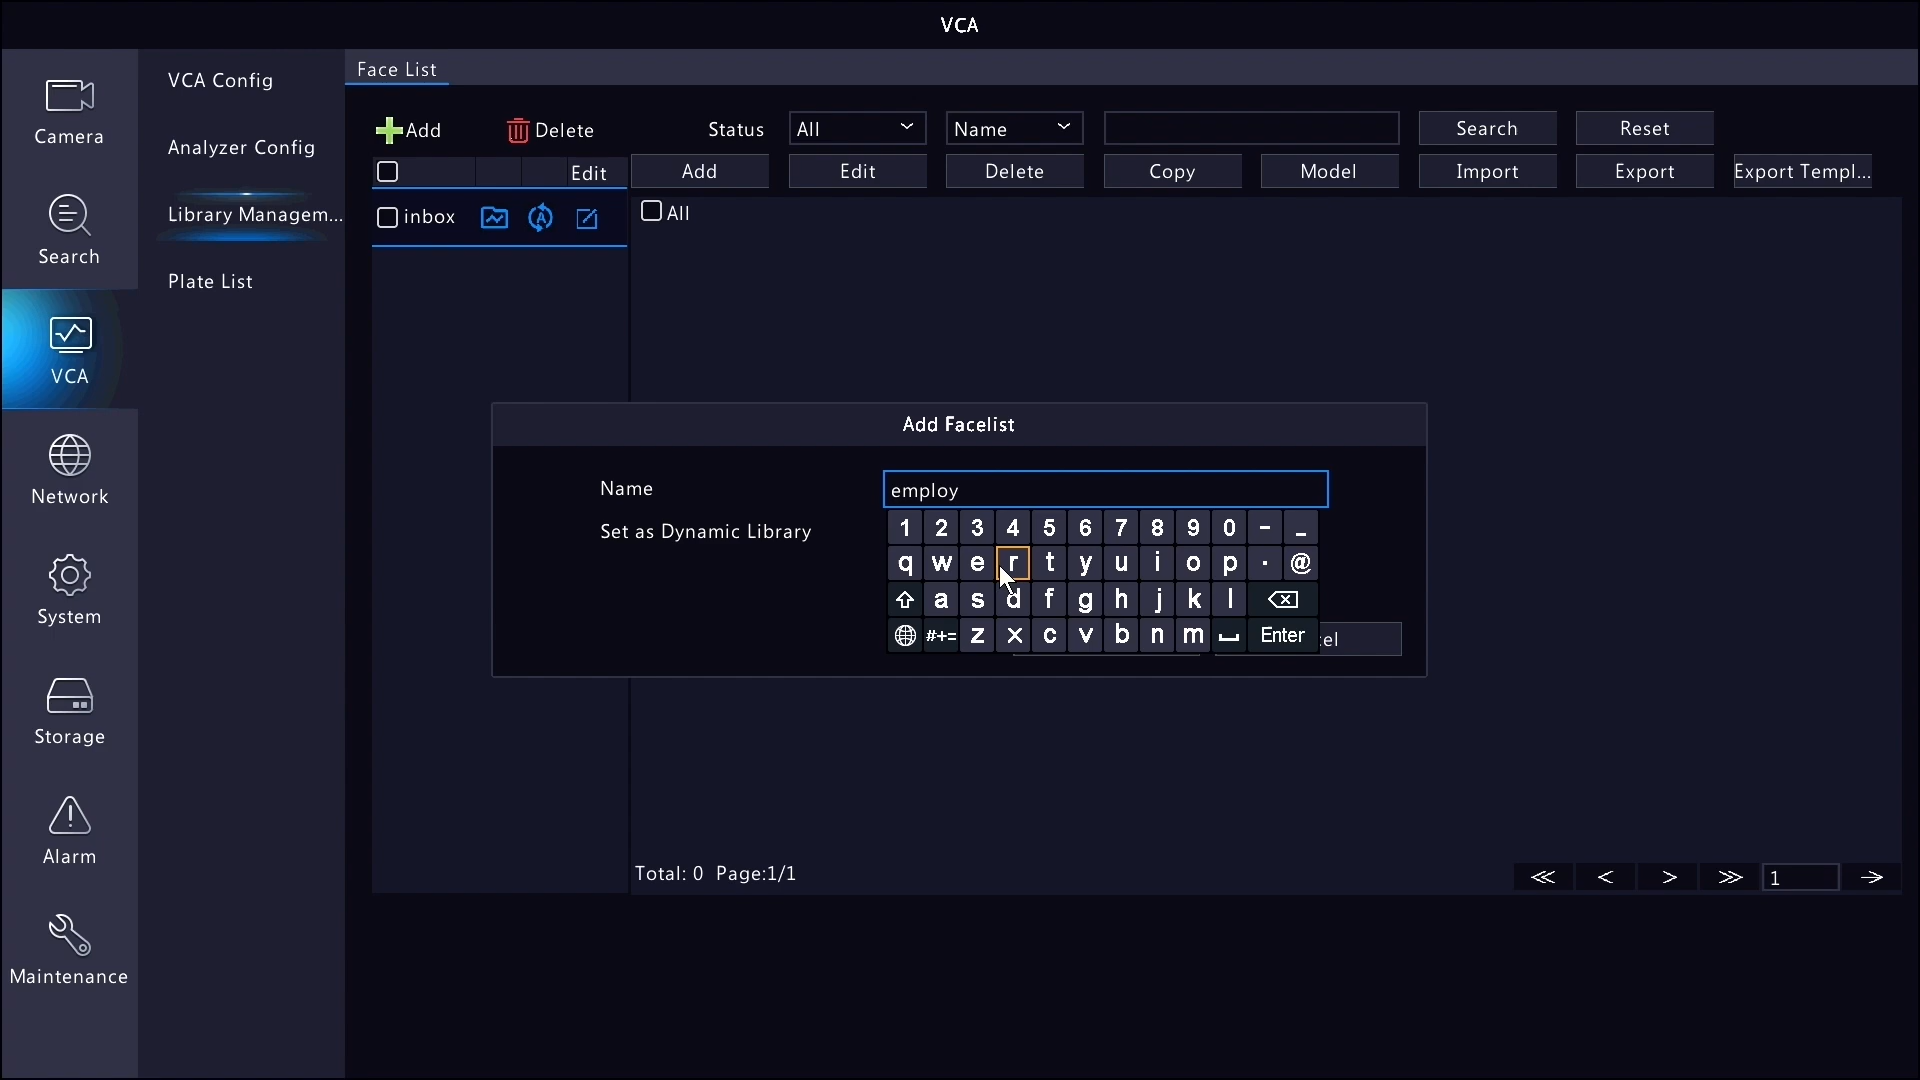 VCA
Camera
Search
VCA
Network
System
Storage
Alarm
Maintenance
VCA Config
Analyzer Config
Library Managem...
Plate List
Face List
Add
Delete
Status
All
Name
Search
Reset
Edit
Add
Edit
Delete
Copy
Model
Import
Export
Export Templ...
inbox
All
Add Facelist
Name
employ
Set as Dynamic Library
1 2 3 4 5 6 7 8 9 0 - _
q w e r t y u i o p . @
a s d f g h j k l
#+= z x c v b n m Enter
cel
Total: 0 Page:1/1
≪ < > ≫ 1 →